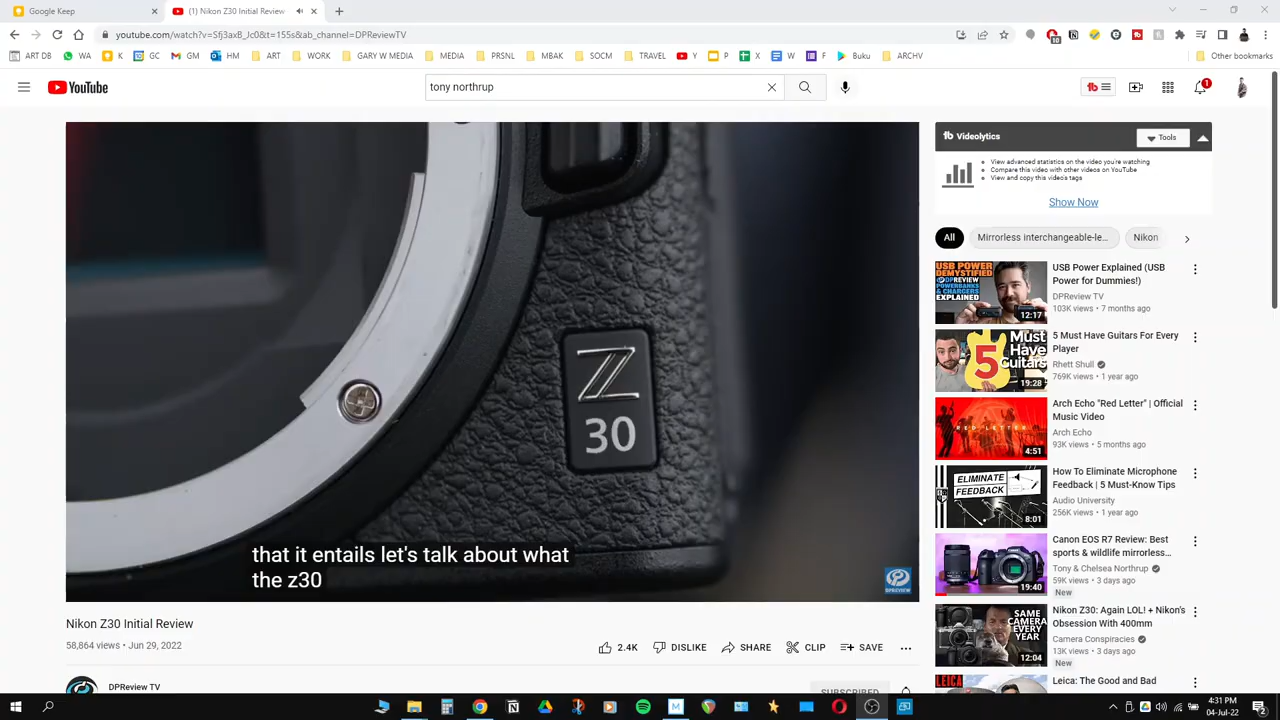 Google Keep
(1) Nikon Z30 Initial Review
youtube.com/watch?v=Sfj3axB_Jc0&t=155s&ab_channel=DPReviewTV
ART DB
WA
K
GC
GM
HM
ART
WORK
GARY W MEDIA
MEDIA
PRSNL
MBAK
SOCM
TRAVEL
Y
P
X
W
F
Buku
ARCHV
Other bookmarks
YouTube
tony northrup
1
Z
30
that it entails let's talk about what
the z30
DPREVIEW
Nikon Z30 Initial Review
58,864 views • Jun 29, 2022
2.4K
DISLIKE
SHARE
CLIP
SAVE
DPReview TV
SUBSCRIBED
Videolytics
Tools
View advanced statistics on the video you're watching
Compare this video with other videos on YouTube
View and copy this video's tags
Show Now
All
Mirrorless interchangeable-le...
Nikon
USB POWER
DEMYSTIFIED
DPREVIEW
POWERBANKS
& CHARGERS
EXPLAINED
12:17
USB Power Explained (USB
Power for Dummies!)
DPReview TV
103K views • 7 months ago
5
Must
Have
Guitars
19:28
5 Must Have Guitars For Every
Player
Rhett Shull
769K views • 1 year ago
RED LETTER
4:51
Arch Echo "Red Letter" | Official
Music Video
Arch Echo
93K views • 5 months ago
ELIMINATE
FEEDBACK
8:01
How To Eliminate Microphone
Feedback | 5 Must-Know Tips
Audio University
256K views • 1 year ago
19:40
Canon EOS R7 Review: Best
sports & wildlife mirrorless...
Tony & Chelsea Northrup
59K views • 3 days ago
New
SAME
CAMERA
EVERY
YEAR
12:04
Nikon Z30: Again LOL! + Nikon's
Obsession With 400mm
Camera Conspiracies
13K views • 3 days ago
New
LEICA
Leica: The Good and Bad
4:31 PM
04-Jul-22